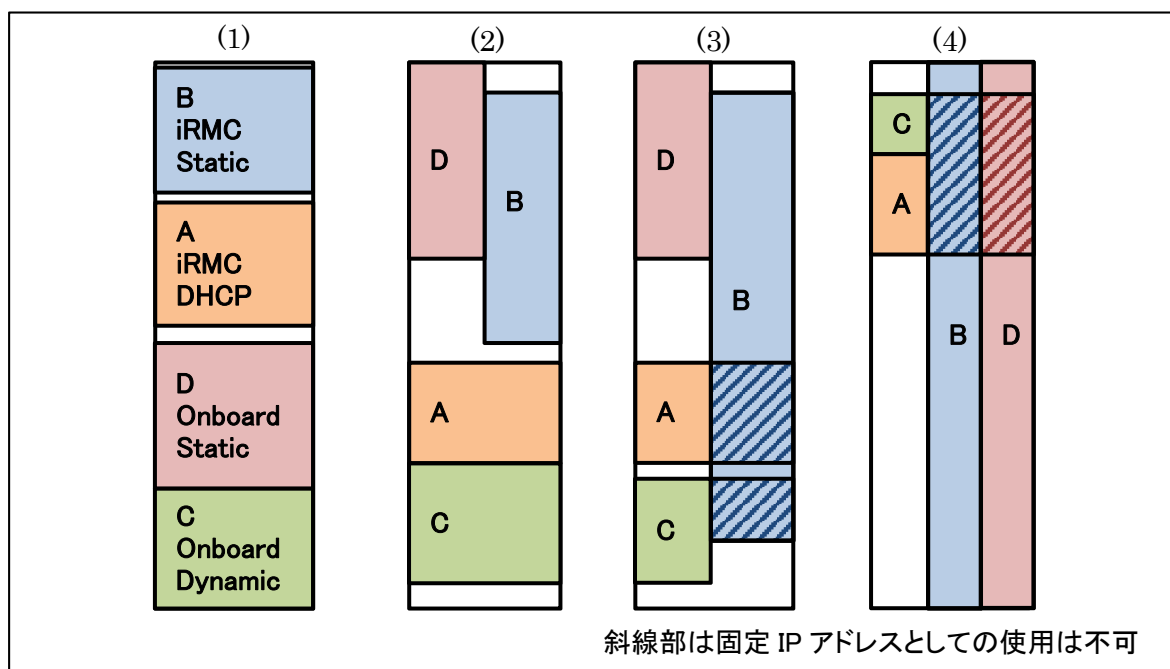 (1)
B
iRMC
Static
A
iRMC
DHCP
D
Onboard
Static
C
Onboard
Dynamic
(2)
D
B
A
C
(3)
D
B
A
C
(4)
C
A
B
D
斜線部は固定 IP アドレスとしての使用は不可